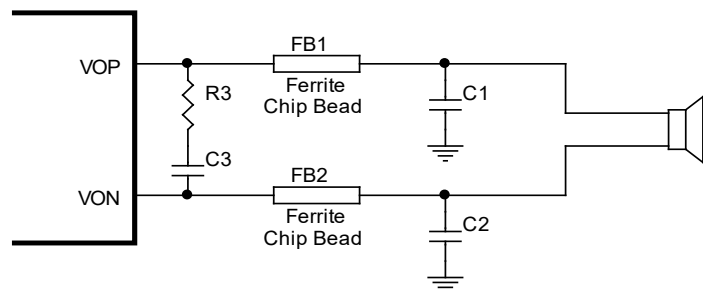 FB1
VOP
Ferrite
Chip Bead
R3
C1
C3
FB2
VON
Ferrite
Chip Bead
C2